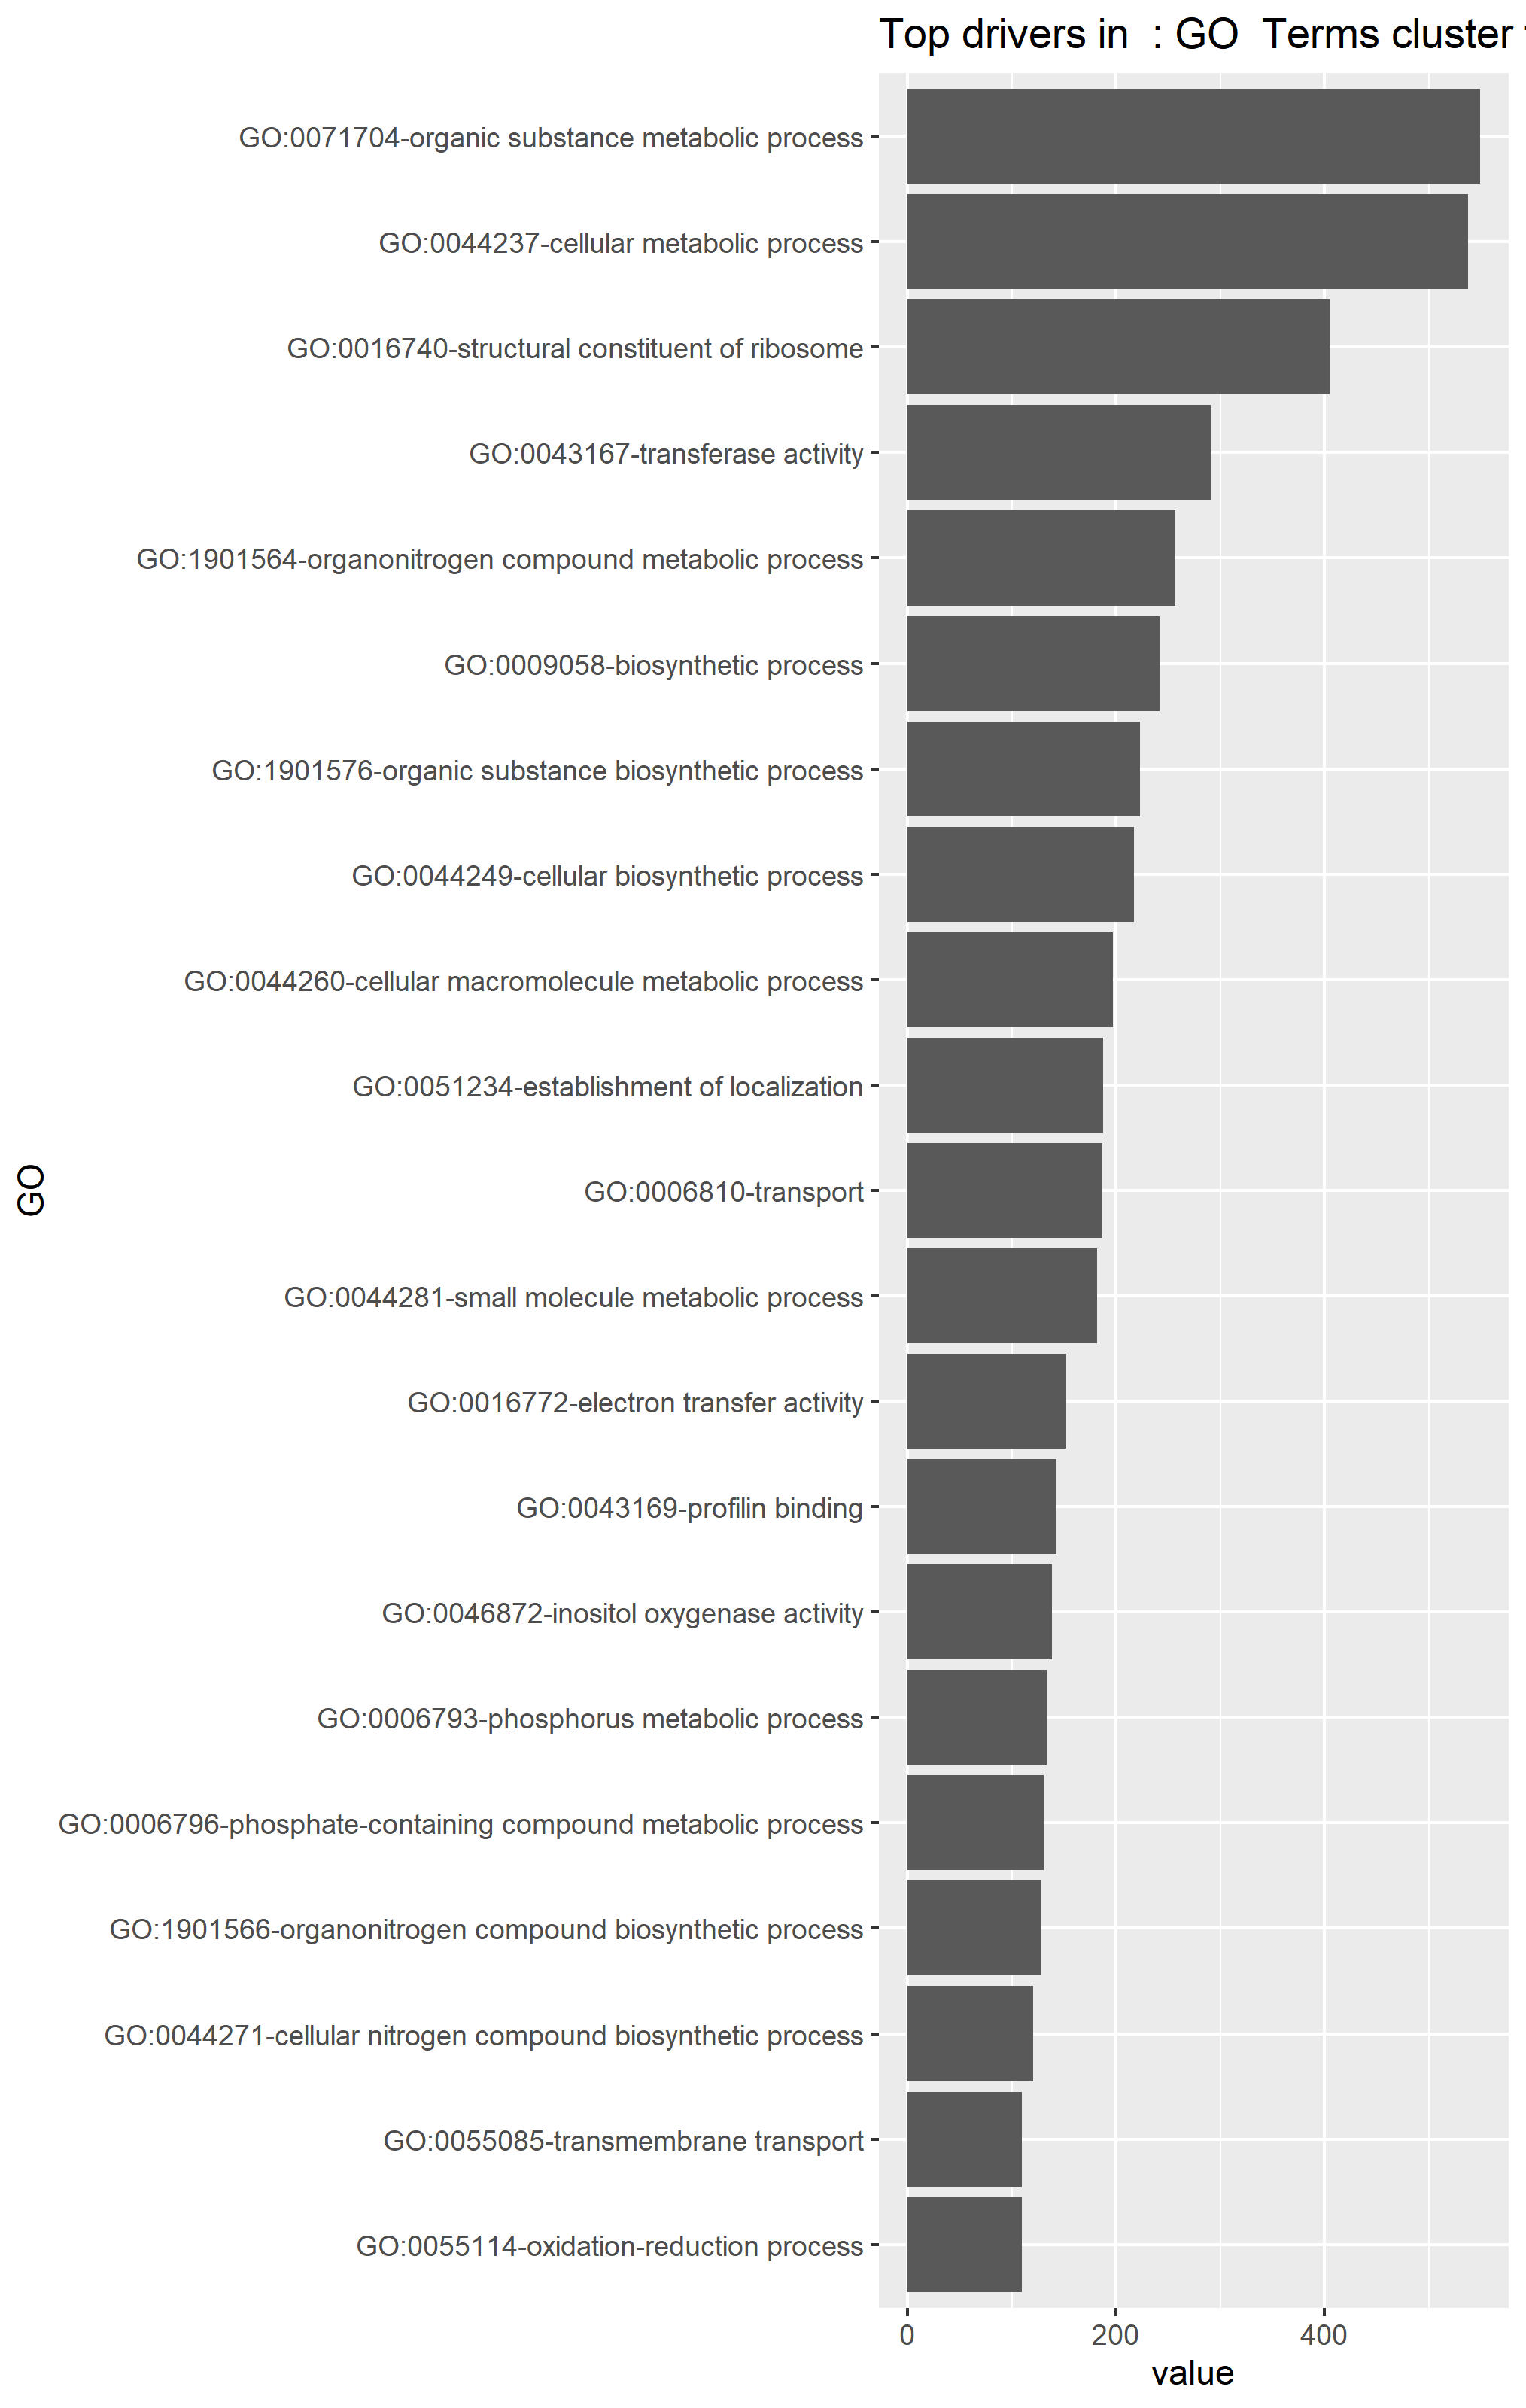 Top drivers in : GO Terms cluster
GO:0071704-organic substance metabolic process
GO:0044237-cellular metabolic process
GO:0016740-structural constituent of ribosome
GO:0043167-transferase activity
GO:1901564-organonitrogen compound metabolic process
GO:0009058-biosynthetic process
GO:1901576-organic substance biosynthetic process
GO:0044249-cellular biosynthetic process
GO:0044260-cellular macromolecule metabolic process
GO:0051234-establishment of localization
GO:0006810-transport
GO:0044281-small molecule metabolic process
GO:0016772-electron transfer activity
GO:0043169-profilin binding
GO:0046872-inositol oxygenase activity
GO:0006793-phosphorus metabolic process
GO:0006796-phosphate-containing compound metabolic process
GO:1901566-organonitrogen compound biosynthetic process
GO:0044271-cellular nitrogen compound biosynthetic process
GO:0055085-transmembrane transport
GO:0055114-oxidation-reduction process
GO
0 200 400
value